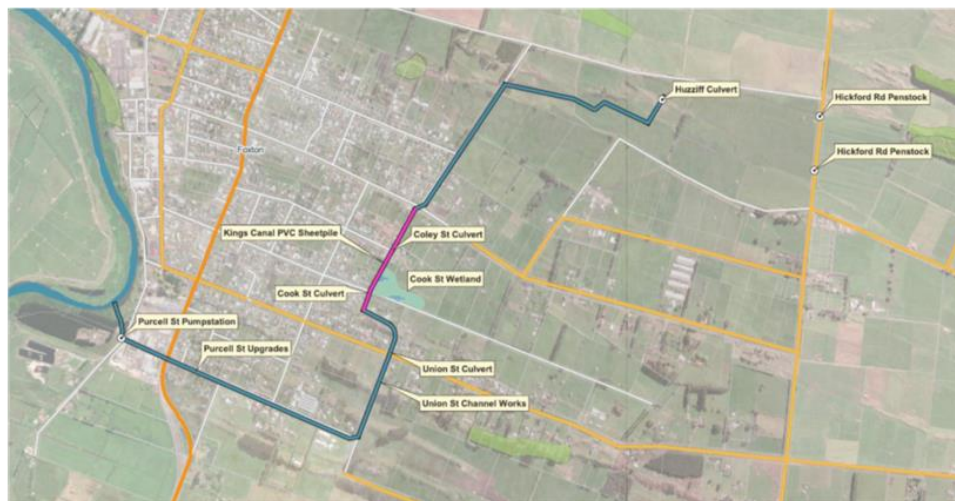 Huzziff Culvert
Hickford Rd Penstock
Foxton
Hickford Rd Penstock
Kings Canal PVC Sheetpile
Coley St Culvert
Cook St Wetland
Cook St Culvert
Purcell St Pumpstation
Purcell St Upgrades
Union St Culvert
Union St Channel Works